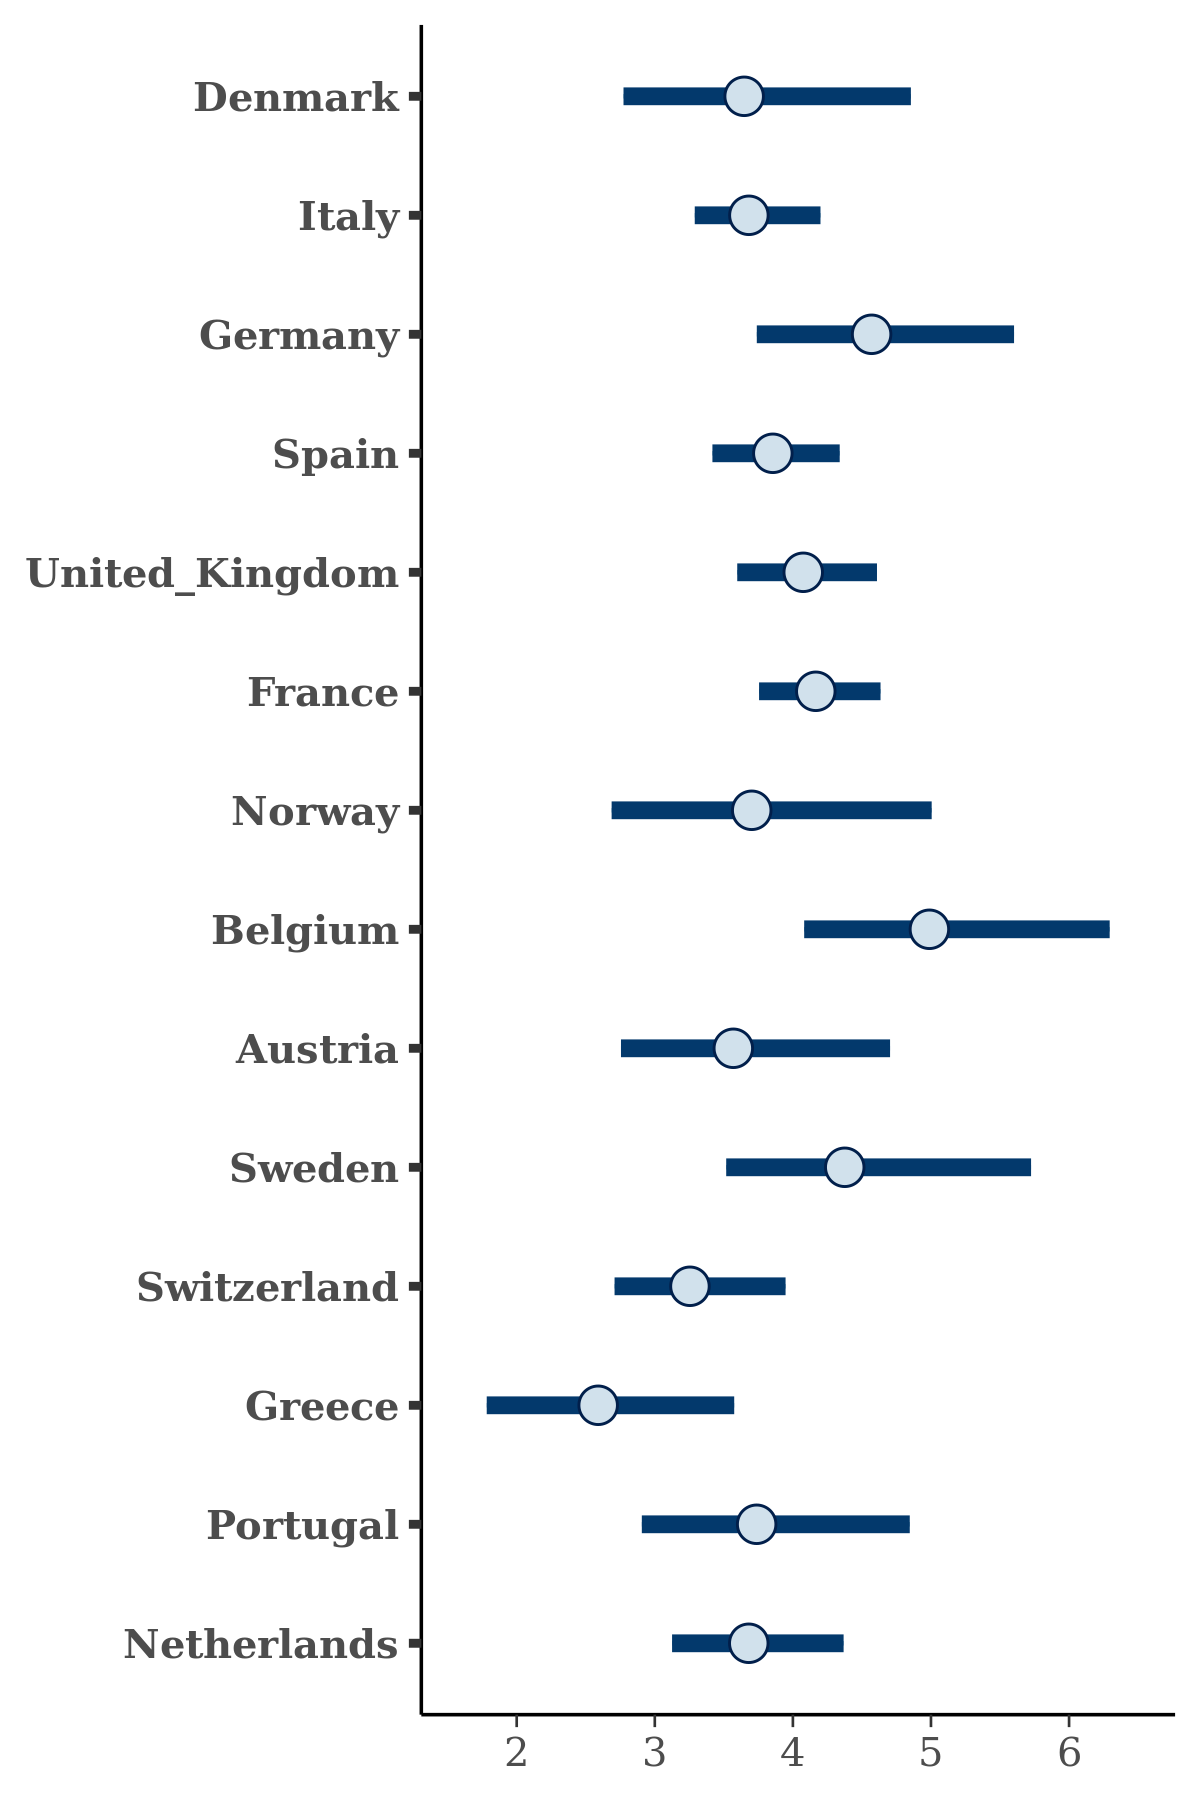 Denmark
Italy
Germany
Spain
United_Kingdom
France
Norway
Belgium
Austria
Sweden
Switzerland
Greece
Portugal
Netherlands
2 3 4 5 6